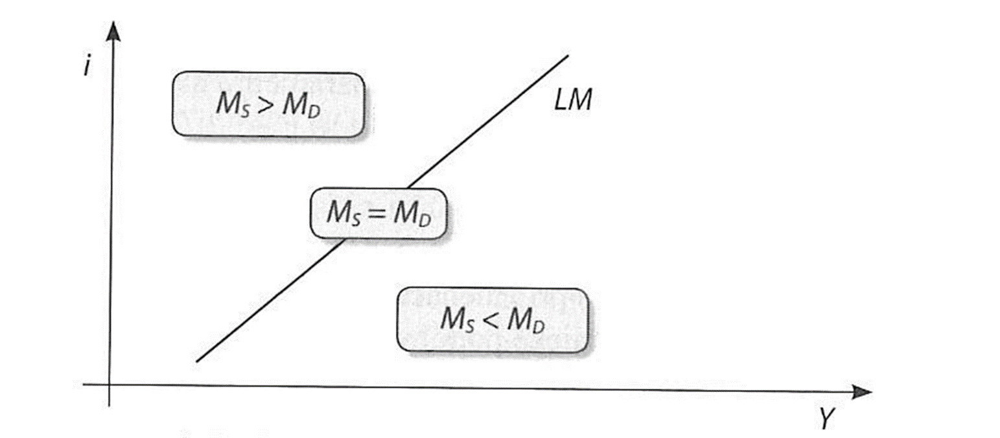 i
M_S > M_D
LM
M_S = M_D
M_S < M_D
Y